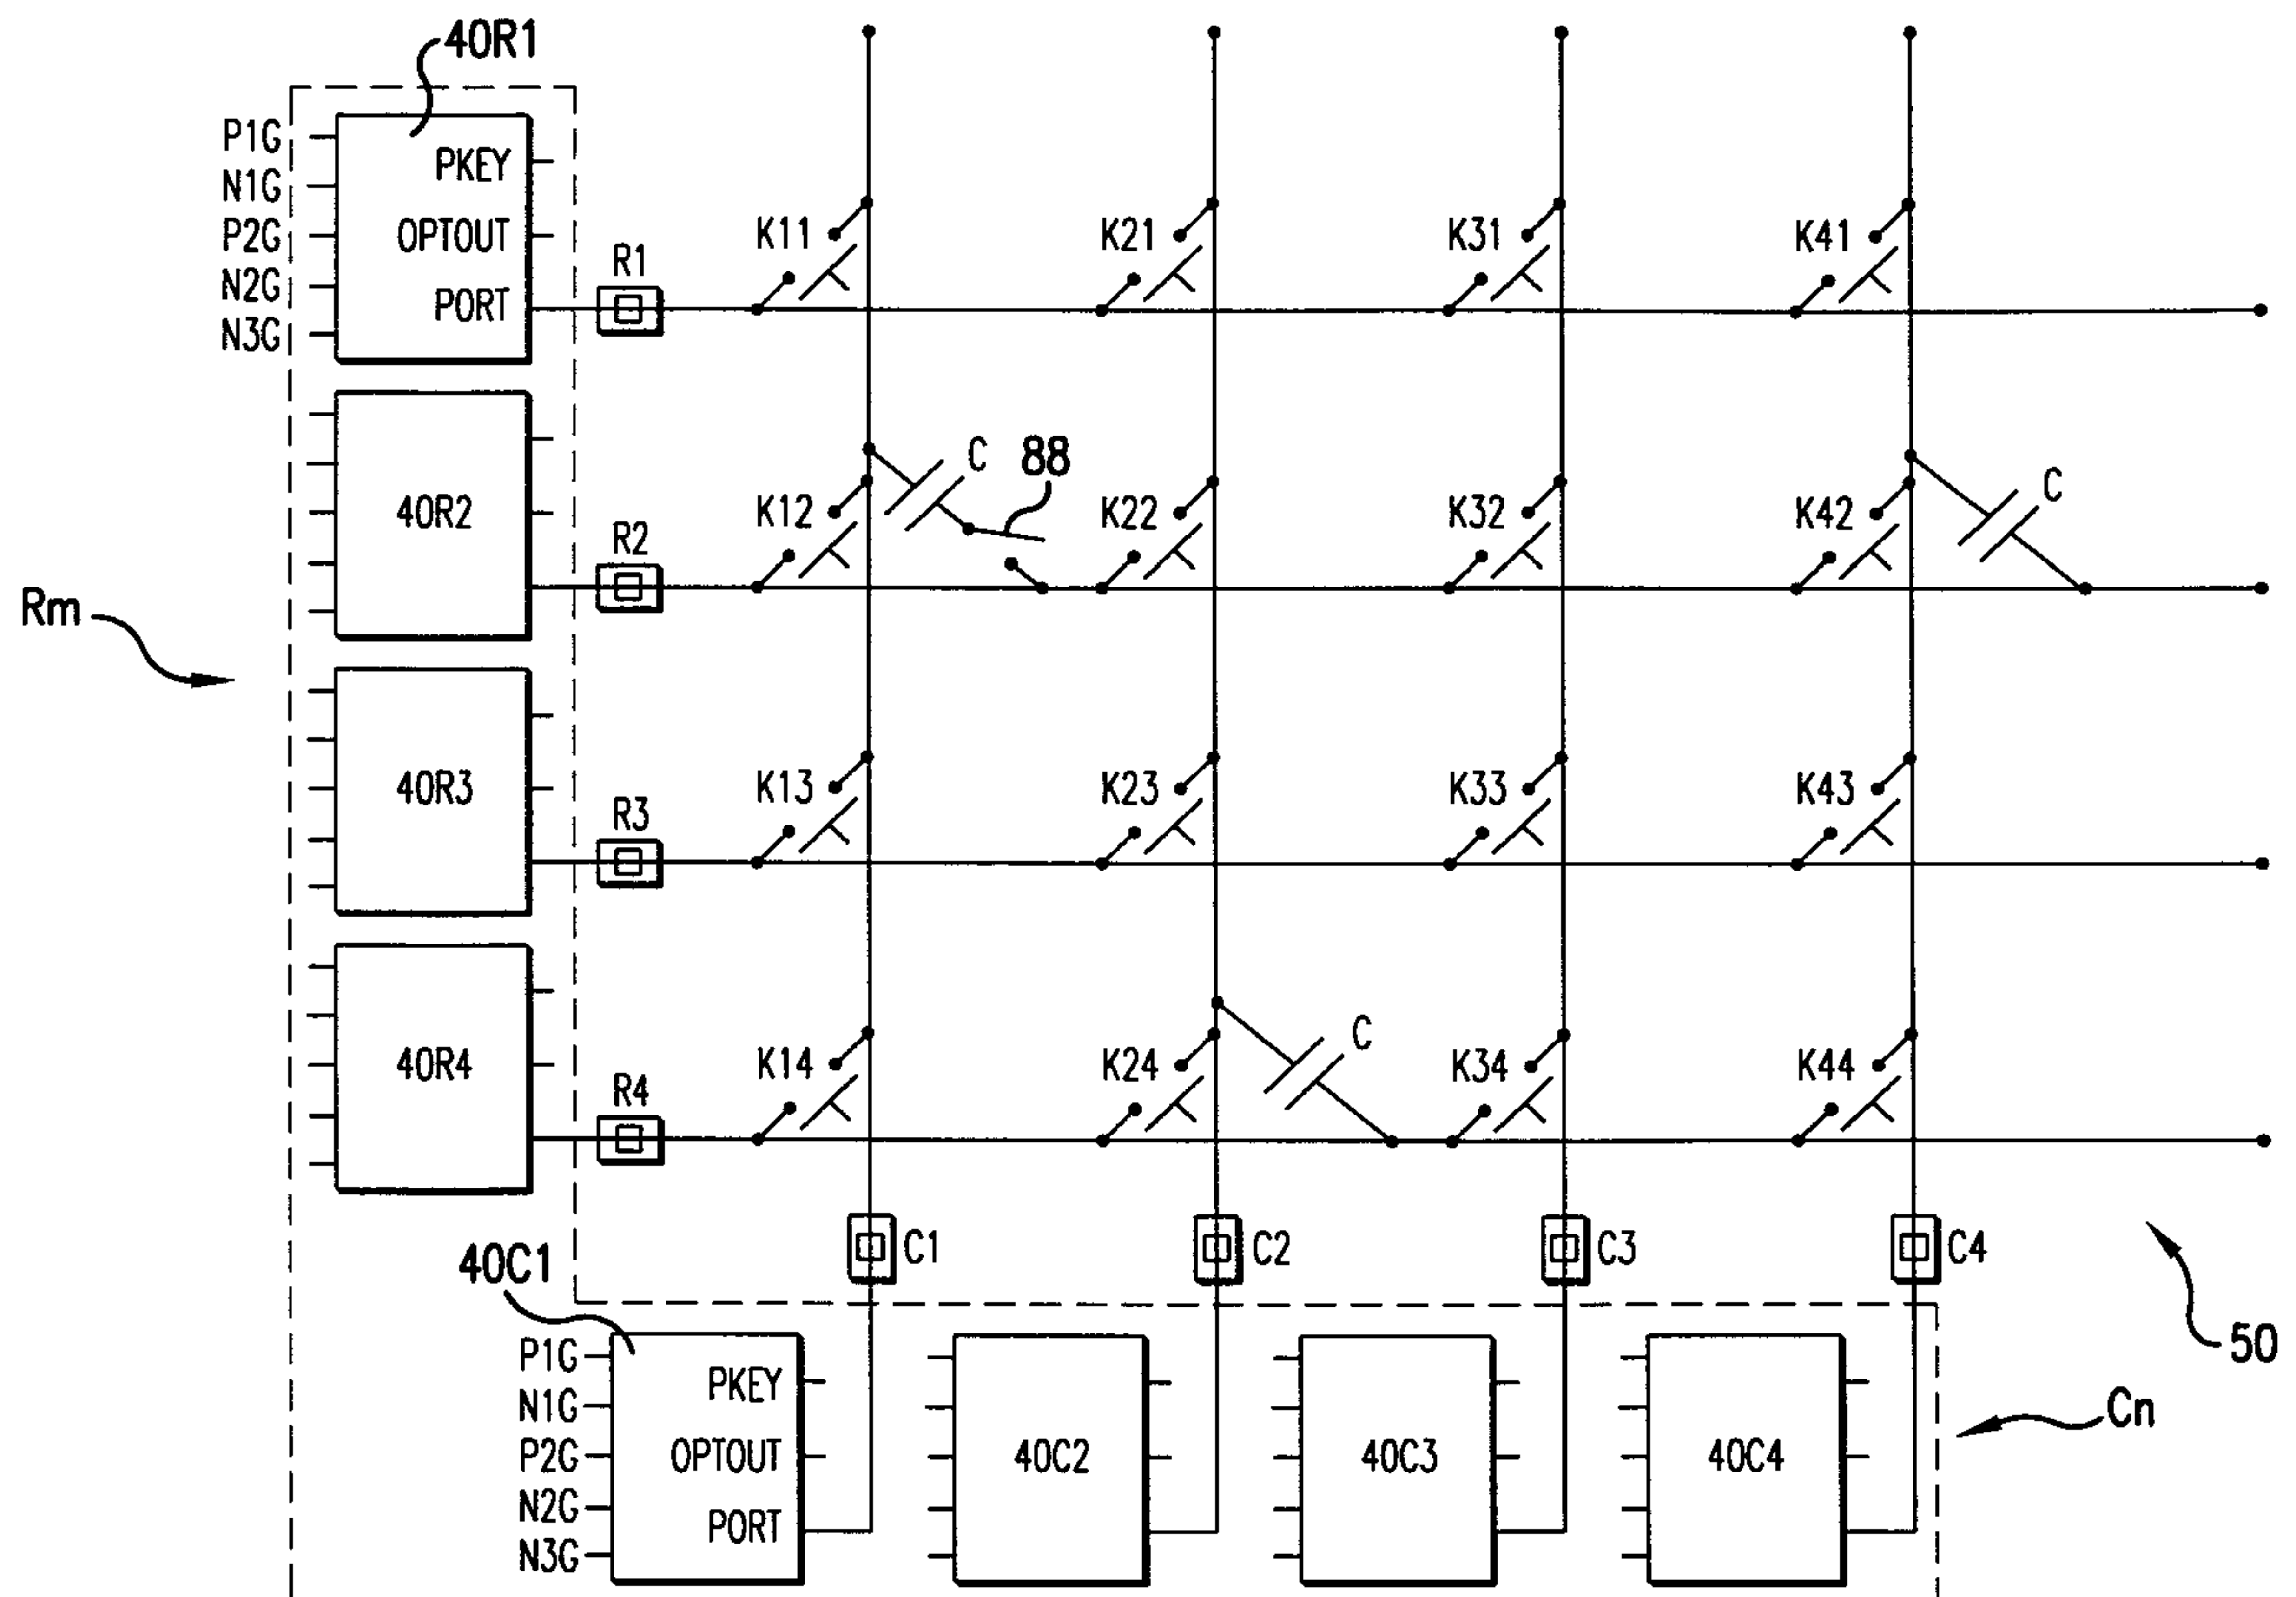 40R1
P1G
PKEY
N1G
P2G
OPTOUT
N2G
PORT
N3G
R1
K11
K21
K31
K41
40R2
R2
K12
C
88
K22
K32
K42
C
Rm
40R3
R3
K13
K23
K33
K43
40R4
R4
K14
K24
C
K34
K44
C1
C2
C3
C4
50
40C1
P1G
PKEY
N1G
P2G
OPTOUT
N2G
PORT
N3G
40C2
40C3
40C4
Cn